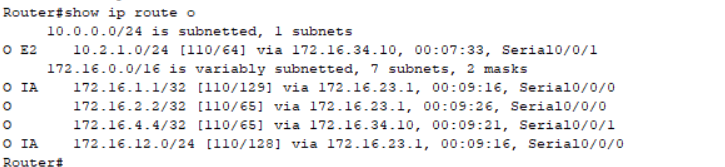 Router#show ip route o
10.0.0.0/24 is subnetted, 1 subnets
O E2 10.2.1.0/24 [110/64] via 172.16.34.10, 00:07:33, Serial0/0/1
172.16.0.0/16 is variably subnetted, 7 subnets, 2 masks
O IA 172.16.1.1/32 [110/129] via 172.16.23.1, 00:09:16, Serial0/0/0
O 172.16.2.2/32 [110/65] via 172.16.23.1, 00:09:26, Serial0/0/0
O 172.16.4.4/32 [110/65] via 172.16.34.10, 00:09:21, Serial0/0/1
O IA 172.16.12.0/24 [110/128] via 172.16.23.1, 00:09:16, Serial0/0/0
Router#